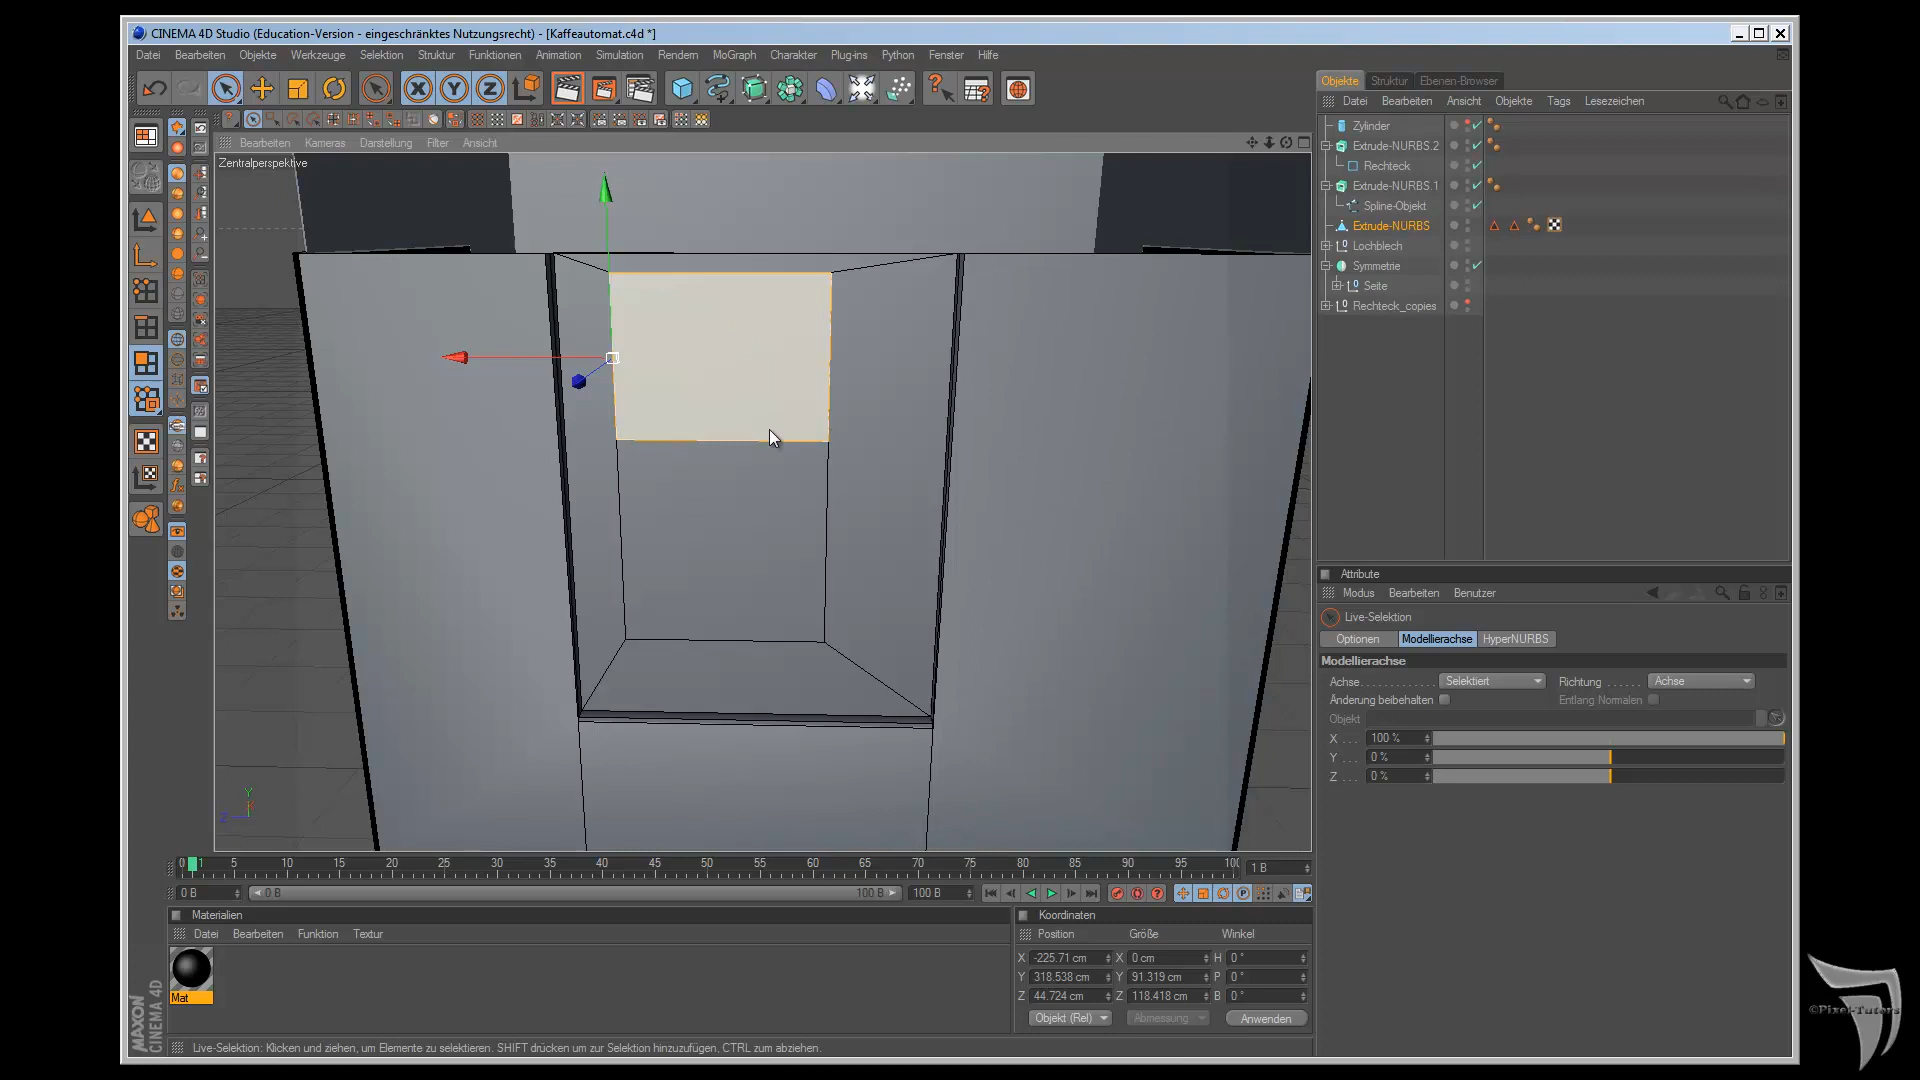 CINEMA 4D Studio (Education-Version - eingeschränktes Nutzungsrecht) - [Kaffeautomat.c4d *]
Datei Bearbeiten Objekte Werkzeuge Selektion Struktur Funktionen Animation Simulation Rendern MoGraph Charakter Plug-ins Python Fenster Hilfe
Objekte Struktur Ebenen-Browser
Datei Bearbeiten Ansicht Objekte Tags Lesezeichen
Zylinder
Extrude-NURBS.2
Rechteck
Extrude-NURBS.1
Spline-Objekt
Extrude-NURBS
Lochblech
Symmetrie
Seite
Rechteck_copies
Bearbeiten Kameras Darstellung Filter Ansicht
Zentralperspektive
Y
X
Z
Attribute
Modus Bearbeiten Benutzer
Live-Selektion
Optionen Modellierachse HyperNURBS
Modellierachse
Achse Selektiert Richtung Achse
Änderung beibehalten Entlang Normalen
Objekt
X 100 %
Y 0 %
Z 0 %
0 1 5 10 15 20 25 30 35 40 45 50 55 60 65 70 75 80 85 90 95 100 1 B
0 B 0 B 100 B 100 B
Materialien
Datei Bearbeiten Funktion Textur
Mat
Koordinaten
Position Größe Winkel
X -225.71 cm X 0 cm H 0 °
Y 318.538 cm Y 91.319 cm P 0 °
Z 44.724 cm Z 118.418 cm B 0 °
Objekt (Rel) Abmessung Anwenden
MAXON
CINEMA 4D
Live-Selektion: Klicken und ziehen, um Elemente zu selektieren. SHIFT drücken um zur Selektion hinzuzufügen, CTRL zum abziehen.
©Pixel-Tutors